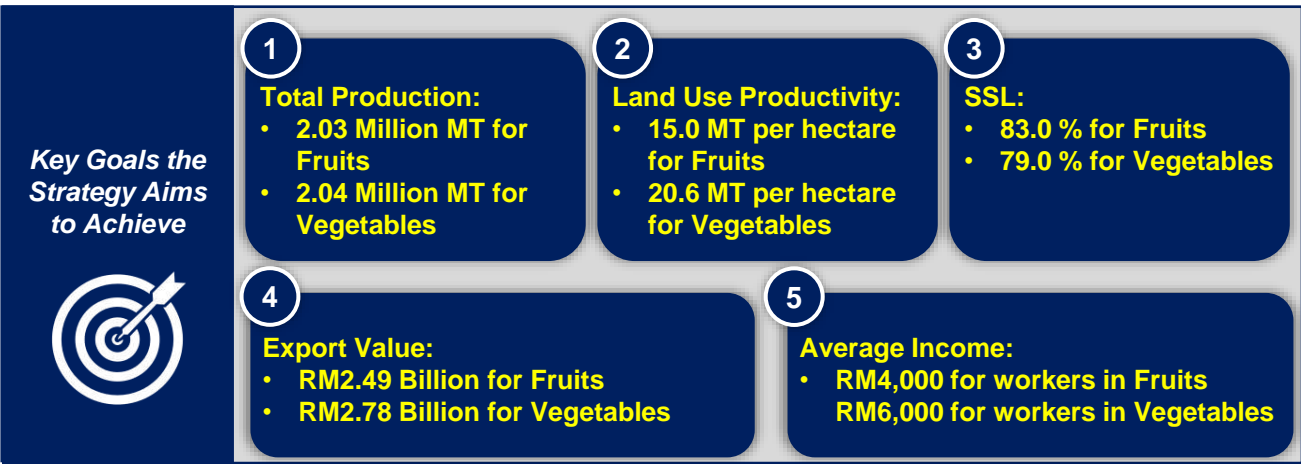 Key Goals the
Strategy Aims
to Achieve
1
Total Production:
• 2.03 Million MT for
Fruits
• 2.04 Million MT for
Vegetables
2
Land Use Productivity:
• 15.0 MT per hectare
for Fruits
• 20.6 MT per hectare
for Vegetables
3
SSL:
• 83.0 % for Fruits
• 79.0 % for Vegetables
4
Export Value:
• RM2.49 Billion for Fruits
• RM2.78 Billion for Vegetables
5
Average Income:
• RM4,000 for workers in Fruits
RM6,000 for workers in Vegetables